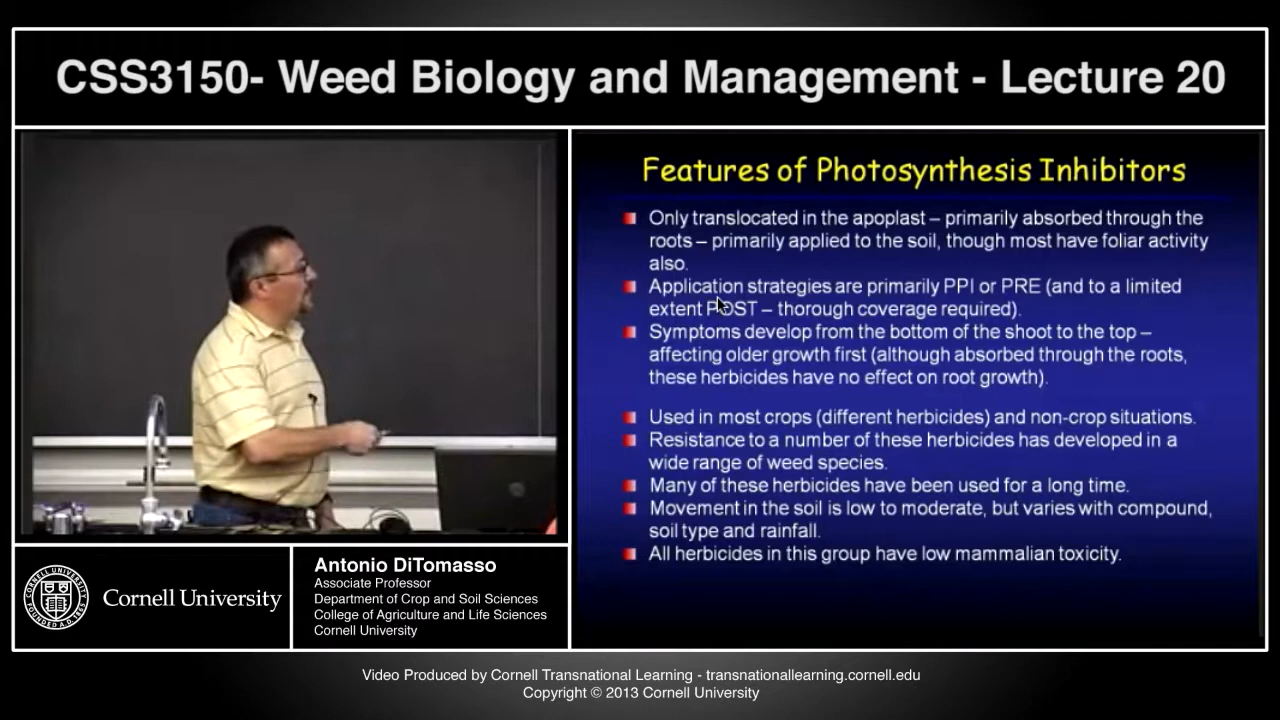 CSS3150- Weed Biology and Management - Lecture 20
Features of Photosynthesis Inhibitors
Only translocated in the apoplast – primarily absorbed through the
roots – primarily applied to the soil, though most have foliar activity
also.
Application strategies are primarily PPI or PRE (and to a limited
extent POST – thorough coverage required).
Symptoms develop from the bottom of the shoot to the top –
affecting older growth first (although absorbed through the roots,
these herbicides have no effect on root growth).
Used in most crops (different herbicides) and non-crop situations.
Resistance to a number of these herbicides has developed in a
wide range of weed species.
Many of these herbicides have been used for a long time.
Movement in the soil is low to moderate, but varies with compound,
soil type and rainfall.
All herbicides in this group have low mammalian toxicity.
Cornell University
Antonio DiTomasso
Associate Professor
Department of Crop and Soil Sciences
College of Agriculture and Life Sciences
Cornell University
Video Produced by Cornell Transnational Learning - transnationallearning.cornell.edu
Copyright © 2013 Cornell University